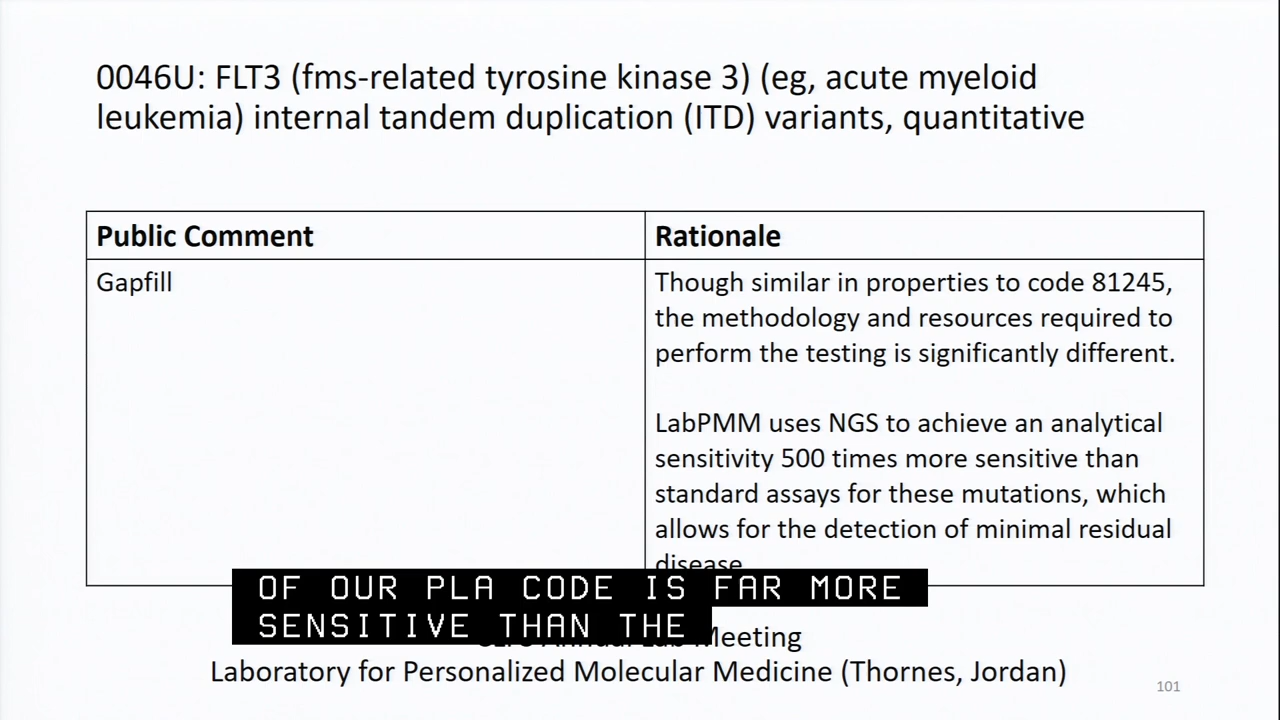 0046U: FLT3 (fms-related tyrosine kinase 3) (eg, acute myeloid
leukemia) internal tandem duplication (ITD) variants, quantitative
Public Comment
Rationale
Gapfill
Though similar in properties to code 81245,
the methodology and resources required to
perform the testing is significantly different.
LabPMM uses NGS to achieve an analytical
sensitivity 500 times more sensitive than
standard assays for these mutations, which
allows for the detection of minimal residual
disease
OF OUR PLA CODE IS FAR MORE
SENSITIVE THAN THE
Meeting
Laboratory for Personalized Molecular Medicine (Thornes, Jordan)
101